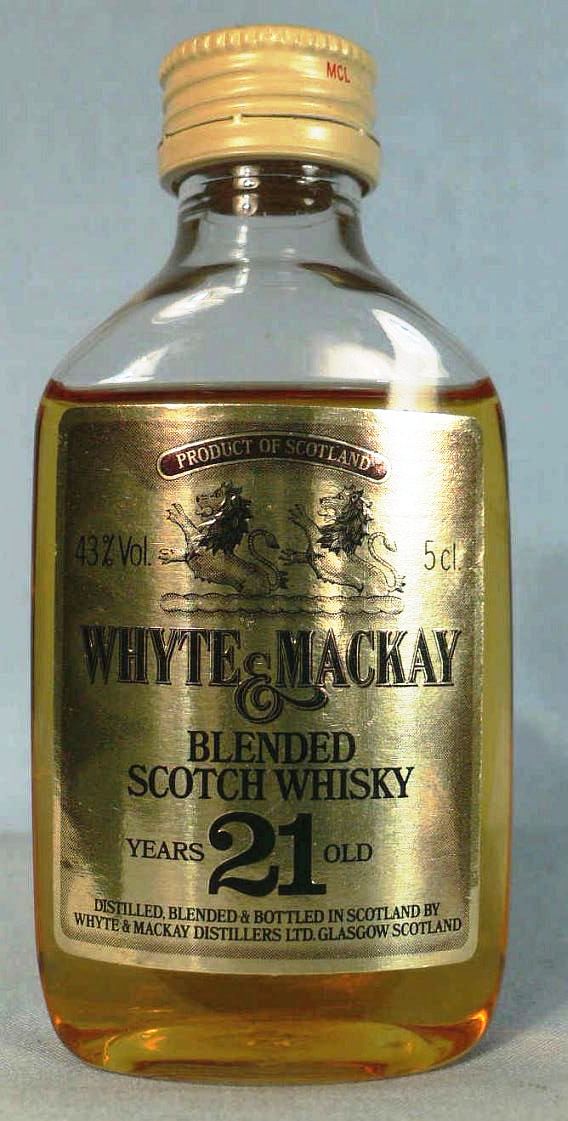 MCL
PRODUCT OF SCOTLAND
43% Vol. 5 cl.
WHYTE & MACKAY
BLENDED
SCOTCH WHISKY
YEARS 21 OLD
DISTILLED, BLENDED & BOTTLED IN SCOTLAND BY
WHYTE & MACKAY DISTILLERS LTD. GLASGOW SCOTLAND